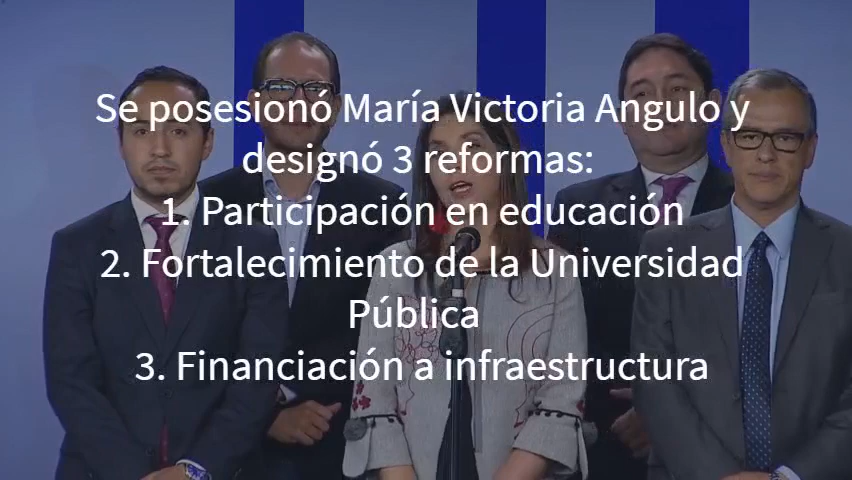 Se posesionó María Victoria Angulo y
designó 3 reformas:
1. Participación en educación
2. Fortalecimiento de la Universidad
Pública
3. Financiación a infraestructura